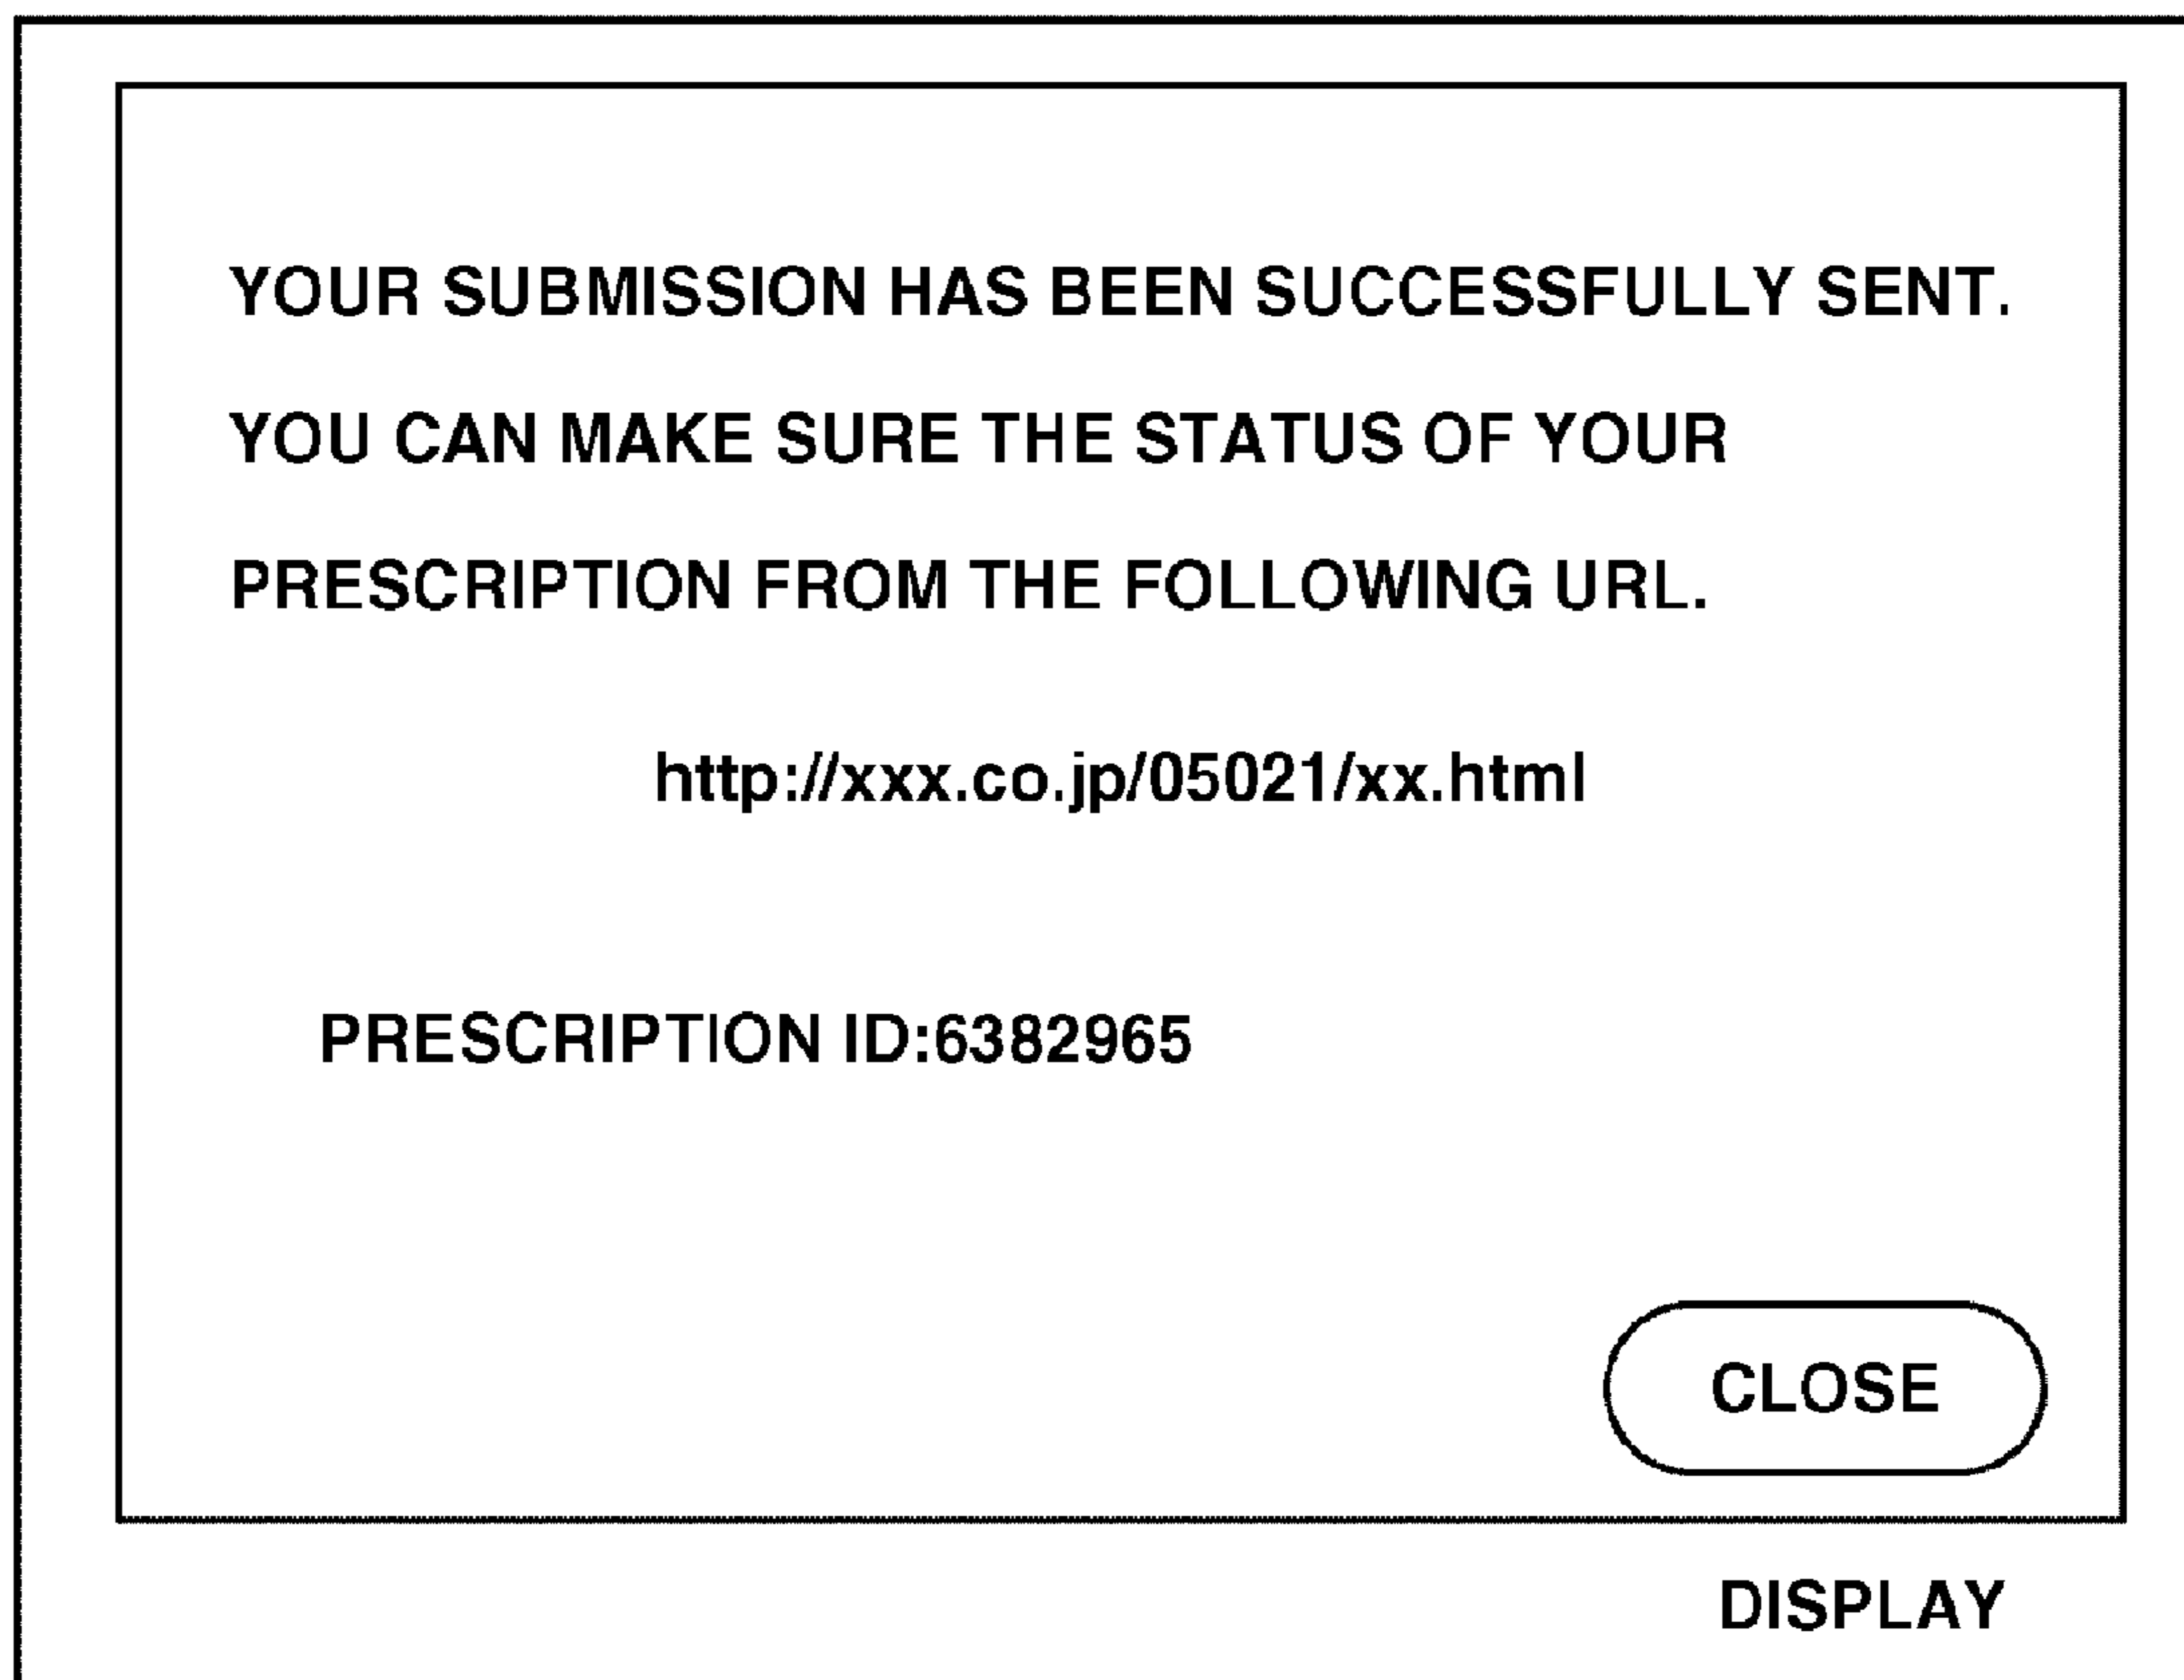 YOUR SUBMISSION HAS BEEN SUCCESSFULLY SENT.
YOU CAN MAKE SURE THE STATUS OF YOUR
PRESCRIPTION FROM THE FOLLOWING URL.
http://xxx.co.jp/05021/xx.html
PRESCRIPTION ID:6382965
CLOSE
DISPLAY